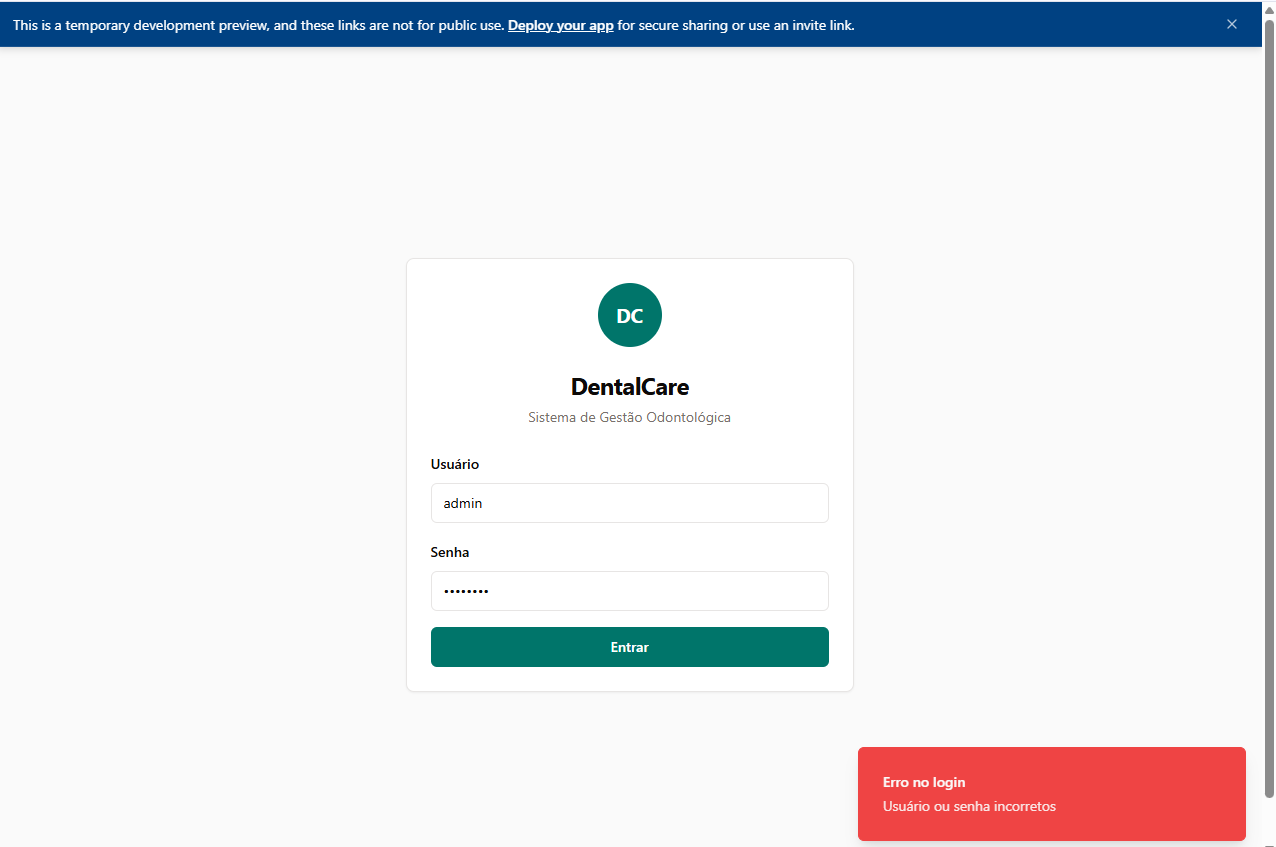 This is a temporary development preview, and these links are not for public use. Deploy your app for secure sharing or use an invite link.
DC
DentalCare
Sistema de Gestão Odontológica
Usuário
admin
Senha
••••••••
Entrar
Erro no login
Usuário ou senha incorretos